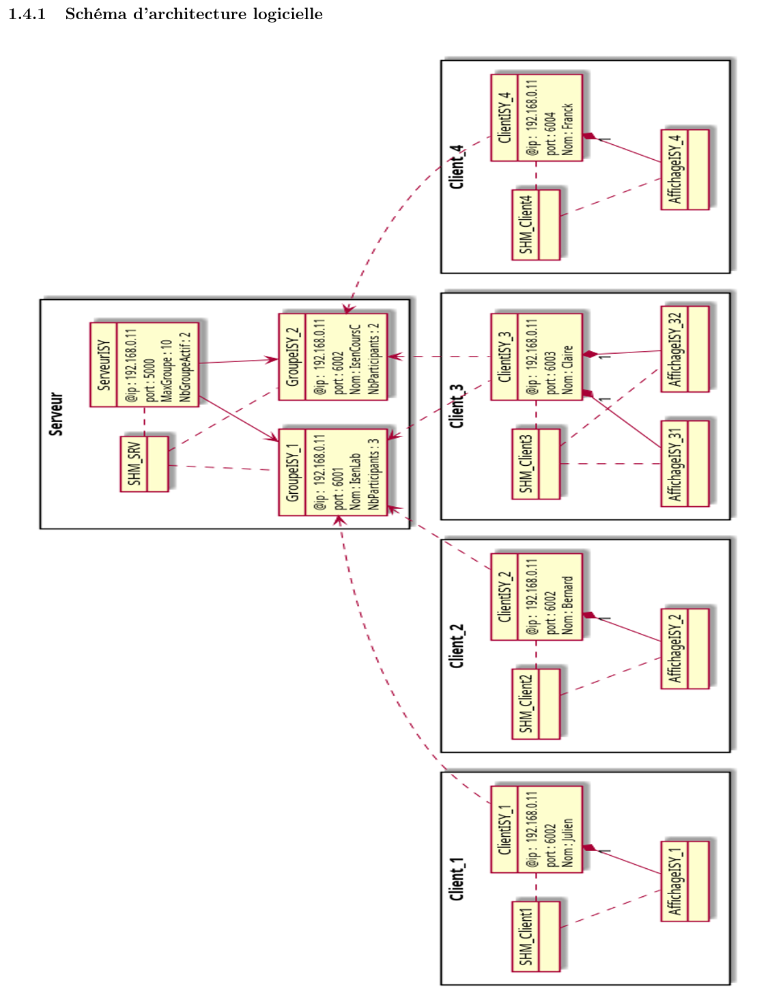 1.4.1 Schéma d'architecture logicielle
Serveur
ServeurISY
@ip : 192.168.0.11
port : 5000
MaxGroupe : 10
NbGroupeActif : 2
SHM_SRV
GroupeISY_1
@ip : 192.168.0.11
port : 6001
Nom : IsenLab
NbParticipants : 3
GroupeISY_2
@ip : 192.168.0.11
port : 6002
Nom : IsenCoursC
NbParticipants : 2
Client_1
ClientISY_1
@ip : 192.168.0.11
port : 6002
Nom : Julien
SHM_Client1
1
AffichageISY_1
Client_2
ClientISY_2
@ip : 192.168.0.11
port : 6002
Nom : Bernard
SHM_Client2
1
AffichageISY_2
Client_3
ClientISY_3
@ip : 192.168.0.11
port : 6003
Nom : Claire
SHM_Client3
1
1
AffichageISY_31
AffichageISY_32
Client_4
ClientISY_4
@ip : 192.168.0.11
port : 6004
Nom : Franck
SHM_Client4
1
AffichageISY_4